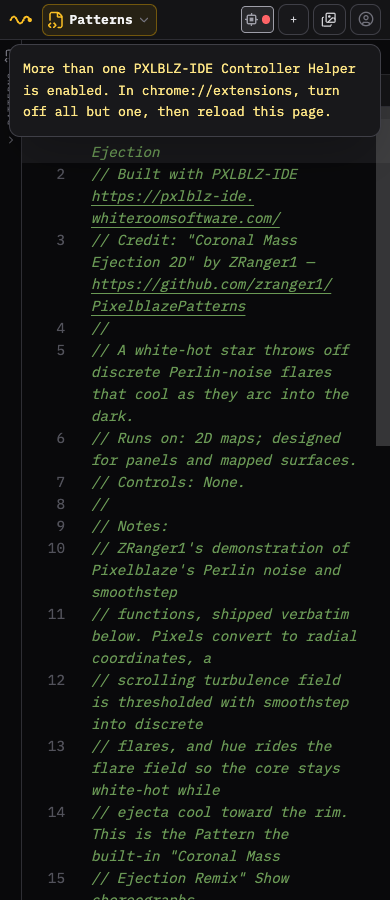 Patterns
+
More than one PXLBLZ-IDE Controller Helper
is enabled. In chrome://extensions, turn
off all but one, then reload this page.
Ejection
2 // Built with PXLBLZ-IDE
https://pxlblz-ide.
whiteroomsoftware.com/
3 // Credit: "Coronal Mass
Ejection 2D" by ZRanger1 —
https://github.com/zranger1/
PixelblazePatterns
4 //
5 // A white-hot star throws off
discrete Perlin-noise flares
that cool as they arc into the
dark.
6 // Runs on: 2D maps; designed
for panels and mapped surfaces.
7 // Controls: None.
8 //
9 // Notes:
10 // ZRanger1's demonstration of
Pixelblaze's Perlin noise and
smoothstep
11 // functions, shipped verbatim
below. Pixels convert to radial
coordinates, a
12 // scrolling turbulence field
is thresholded with smoothstep
into discrete
13 // flares, and hue rides the
flare field so the core stays
white-hot while
14 // ejecta cool toward the rim.
This is the Pattern the
built-in "Coronal Mass
15 // Ejection Remix" Show
choreographs